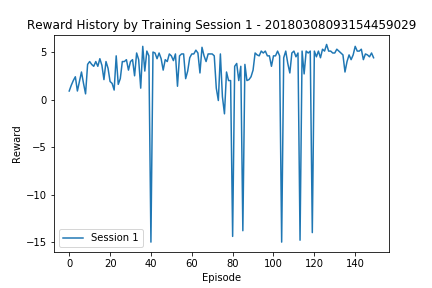 Reward History by Training Session 1 - 20180308093154459029
5
0
−5
−10
−15
Reward
Session 1
0 20 40 60 80 100 120 140
Episode